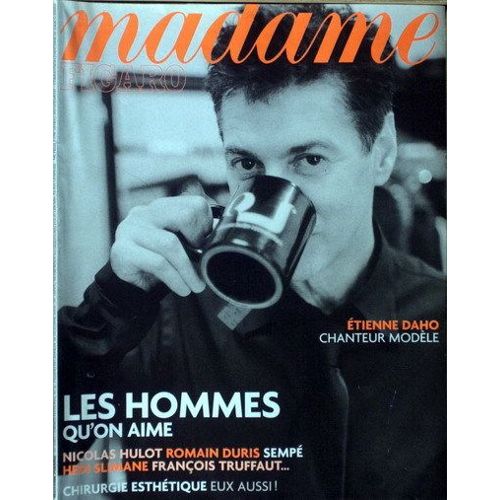 madame
FIGARO
ÉTIENNE DAHO
CHANTEUR MODÈLE
LES HOMMES
QU'ON AIME
NICOLAS HULOT ROMAIN DURIS SEMPÉ
HEDI SLIMANE FRANÇOIS TRUFFAUT...
CHIRURGIE ESTHÉTIQUE EUX AUSSI !